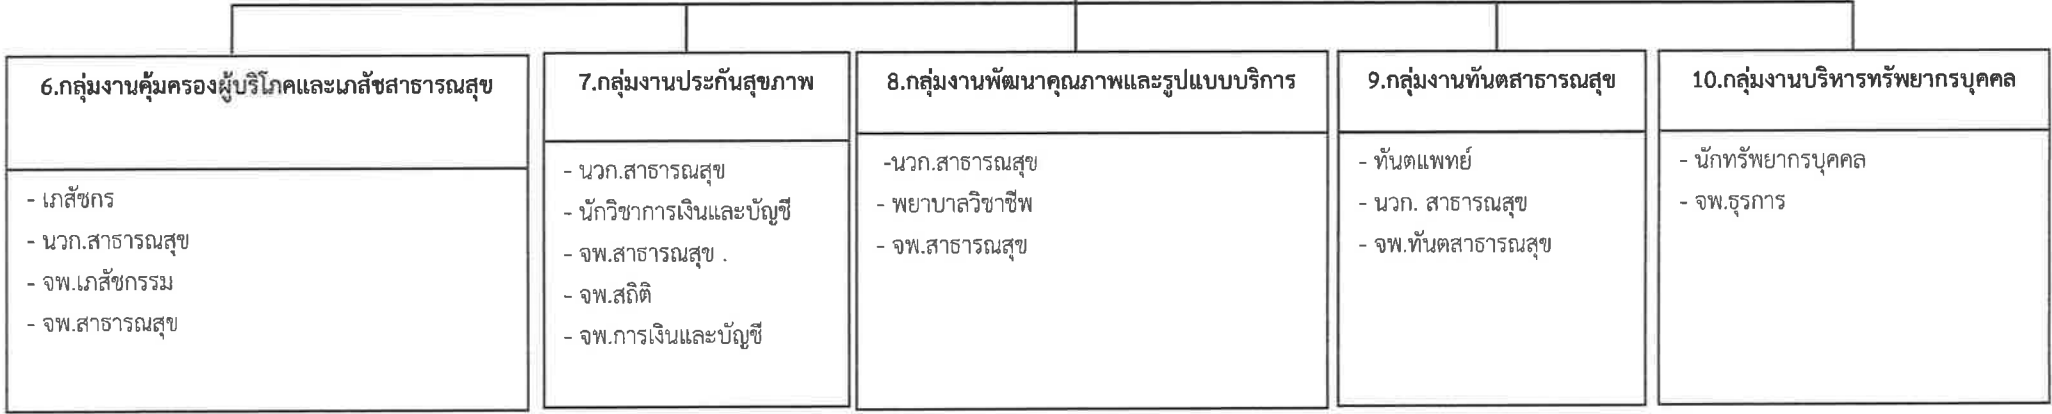 6.กลุ่มงานคุ้มครองผู้บริโภคและเภสัชสาธารณสุข
- เภสัชกร
- นวก.สาธารณสุข
- จพ.เภสัชกรรม
- จพ.สาธารณสุข
7.กลุ่มงานประกันสุขภาพ
- นวก.สาธารณสุข
- นักวิชาการเงินและบัญชี
- จพ.สาธารณสุข .
- จพ.สถิติ
- จพ.การเงินและบัญชี
8.กลุ่มงานพัฒนาคุณภาพและรูปแบบบริการ
-นวก.สาธารณสุข
- พยาบาลวิชาชีพ
- จพ.สาธารณสุข
9.กลุ่มงานทันตสาธารณสุข
- ทันตแพทย์
- นวก. สาธารณสุข
- จพ.ทันตสาธารณสุข
10.กลุ่มงานบริหารทรัพยากรบุคคล
- นักทรัพยากรบุคคล
- จพ.ธุรการ